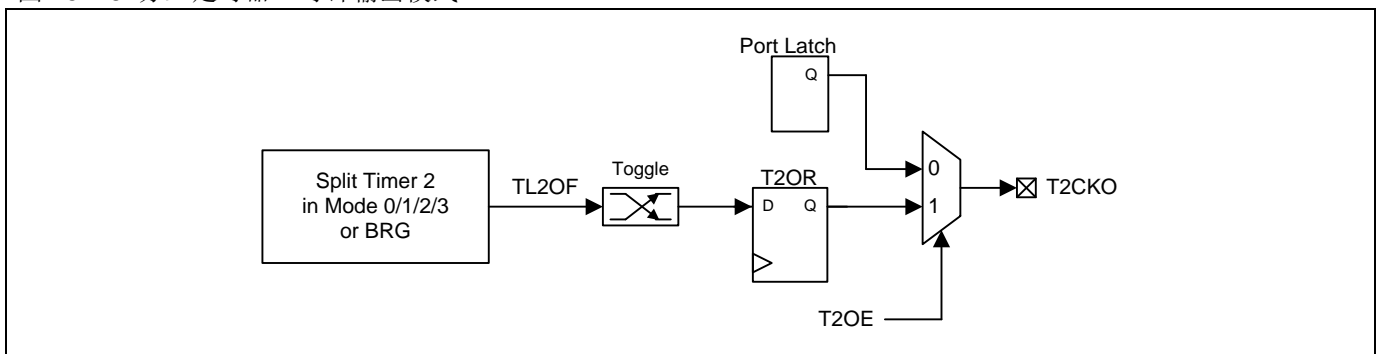 Port Latch
Q
Split Timer 2
in Mode 0/1/2/3
or BRG
TL2OF
Toggle
T2OR
D
Q
0
1
T2CKO
T2OE